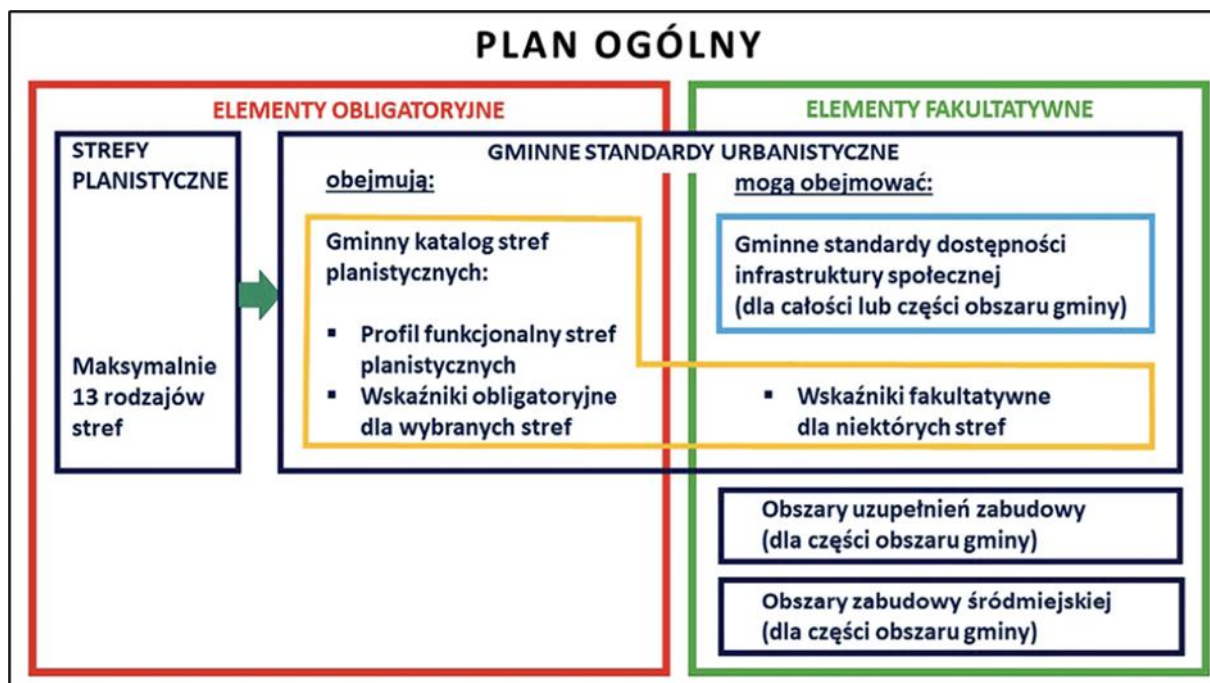 PLAN OGÓLNY
ELEMENTY OBLIGATORYJNE
ELEMENTY FAKULTATYWNE
STREFY
PLANISTYCZNE
Maksymalnie
13 rodzajów
stref
GMINNE STANDARDY URBANISTYCZNE
obejmują:
Gminny katalog stref
planistycznych:
▪ Profil funkcjonalny stref
planistycznych
▪ Wskaźniki obligatoryjne
dla wybranych stref
mogą obejmować:
Gminne standardy dostępności
infrastruktury społecznej
(dla całości lub części obszaru gminy)
▪ Wskaźniki fakultatywne
dla niektórych stref
Obszary uzupełnień zabudowy
(dla części obszaru gminy)
Obszary zabudowy śródmiejskiej
(dla części obszaru gminy)